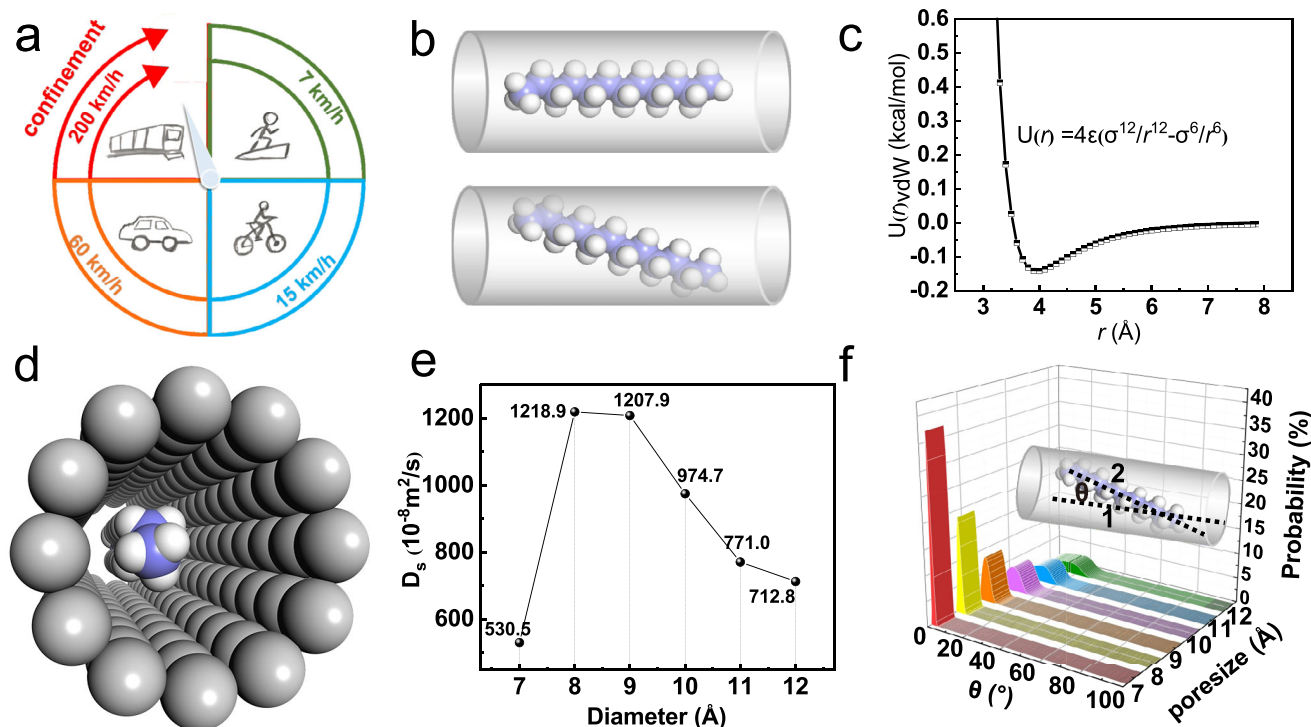 a
confinement
200 km/h
7 km/h
60 km/h
15 km/h
b
c
U(r)vdW (kcal/mol)
0.6
0.5
0.4
0.3
0.2
0.1
0.0
-0.1
-0.2
U(r) =4ε(σ12/r12-σ6/r6)
3 4 5 6 7 8
r (Å)
d
e
Ds (10-8m2/s)
1200
1000
800
600
530.5
1218.9
1207.9
974.7
771.0
712.8
7 8 9 10 11 12
Diameter (Å)
f
2
θ
1
40
35
30
25
20
15
10
5
0
Probability (%)
0 20 40 60 80 100
θ (°)
7 8 9 10 11 12
poresize (Å)